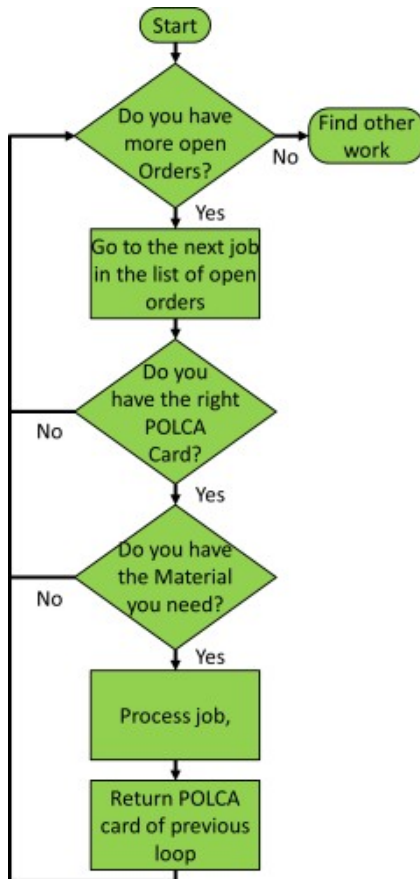 Start
Do you have
more open
Orders?
No
Find other
work
Yes
Go to the next job
in the list of open
orders
Do you
have the right
POLCA
Card?
No
Yes
Do you have
the Material
you need?
No
Yes
Process job,
Return POLCA
card of previous
loop